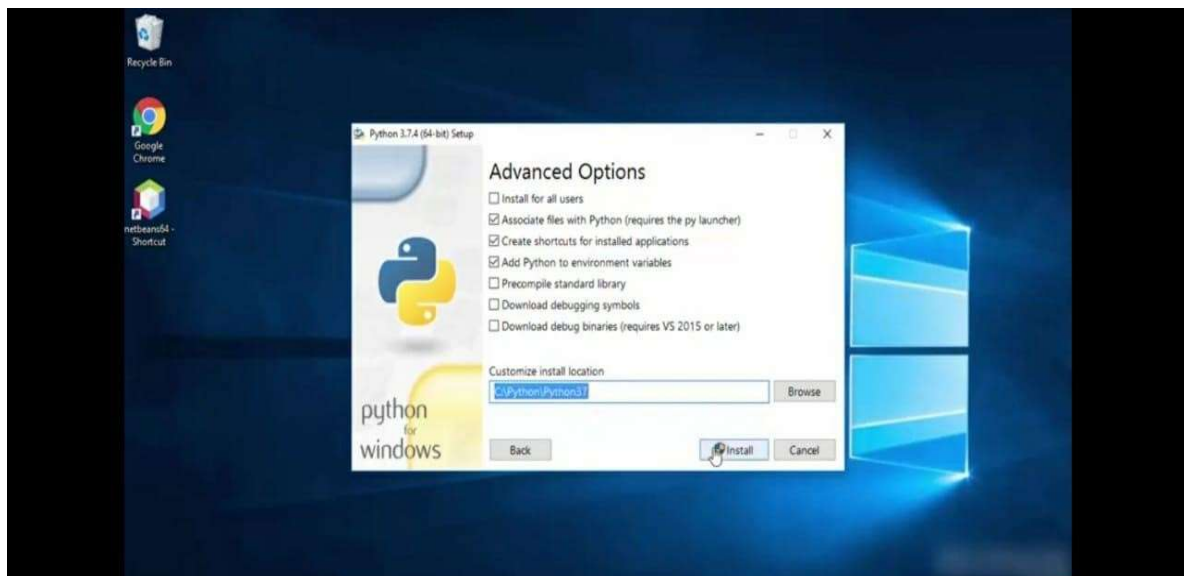 Recycle Bin
Google
Chrome
netbeans64 -
Shortcut
Python 3.7.4 (64-bit) Setup
Advanced Options
Install for all users
Associate files with Python (requires the py launcher)
Create shortcuts for installed applications
Add Python to environment variables
Precompile standard library
Download debugging symbols
Download debug binaries (requires VS 2015 or later)
Customize install location
C:\Python\Python37
Browse
python
for
windows
Back
Install
Cancel